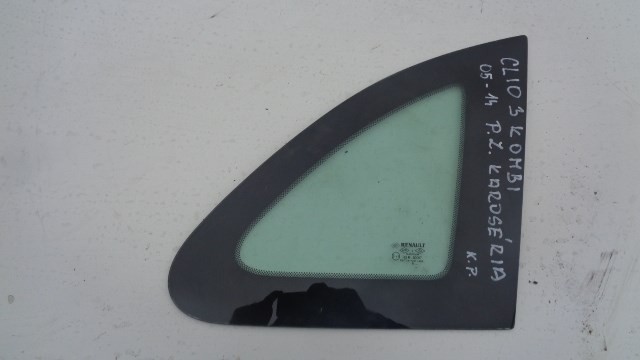 CLIO 3 KOMBI
05-14 P.Z. KAROSÉRIA
K.P.
RENAULT